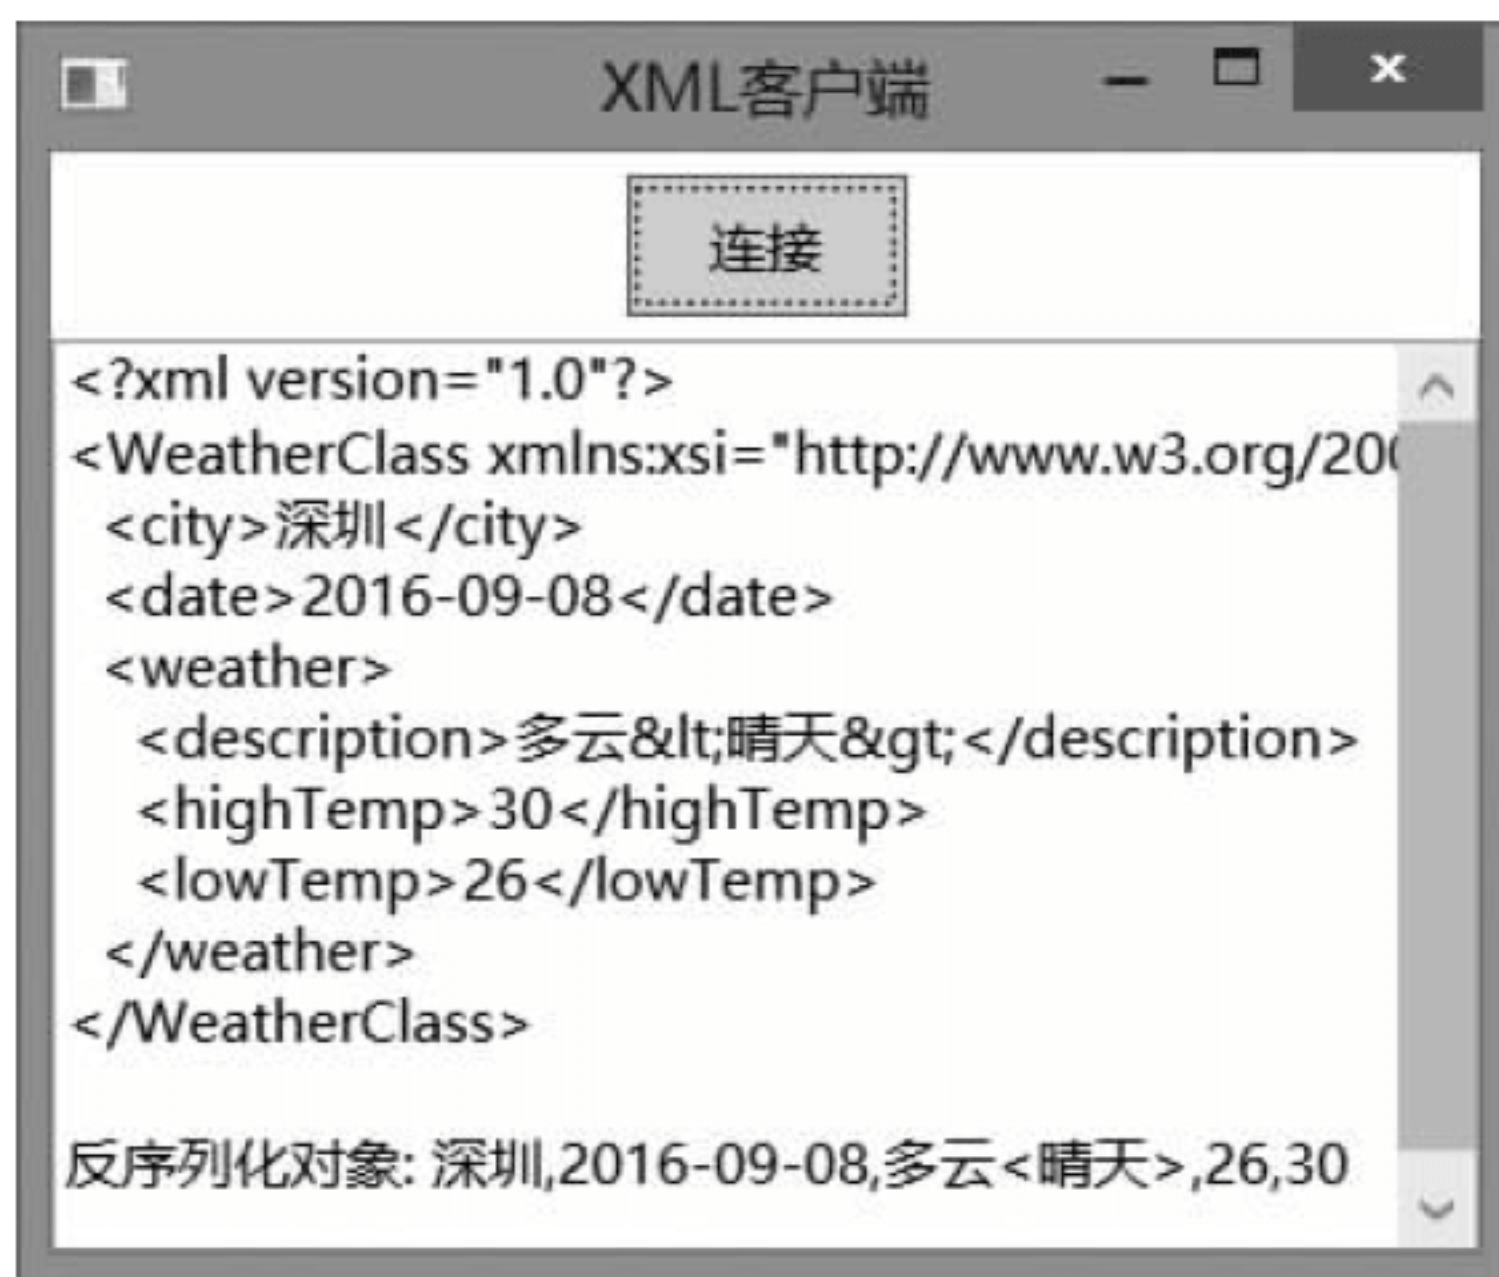 XML客户端
连接
<?xml version="1.0"?>
<WeatherClass xmlns:xsi="http://www.w3.org/200
  <city>深圳</city>
  <date>2016-09-08</date>
  <weather>
    <description>多云&lt;晴天&gt;</description>
    <highTemp>30</highTemp>
    <lowTemp>26</lowTemp>
  </weather>
</WeatherClass>
反序列化对象: 深圳,2016-09-08,多云<晴天>,26,30